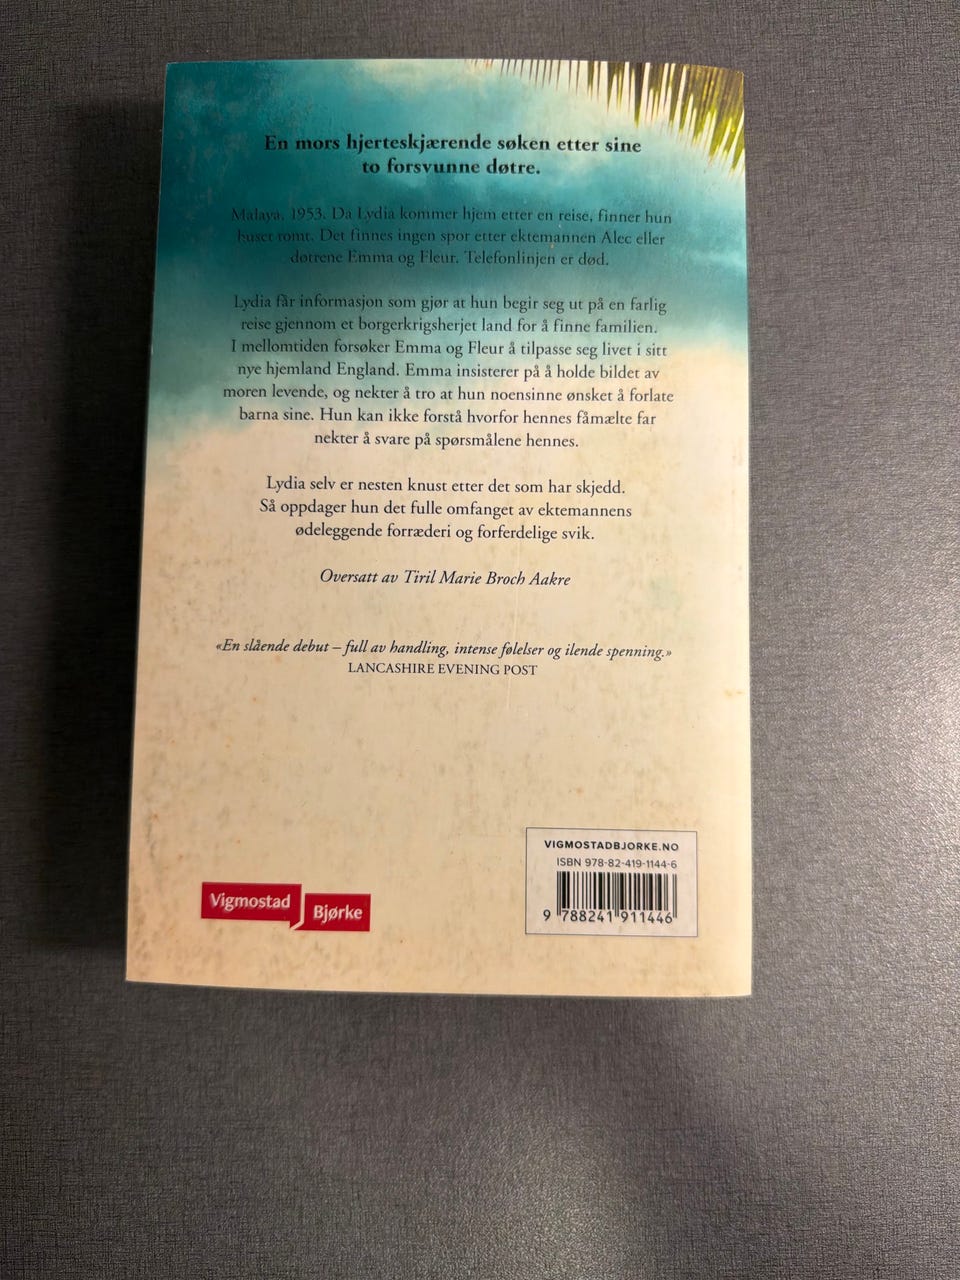 En mors hjerteskjærende søken etter sine
to forsvunne døtre.
Malaya, 1953. Da Lydia kommer hjem etter en reise, finner hun
huset tomt. Det finnes ingen spor etter ektemannen Alec eller
døtrene Emma og Fleur. Telefonlinjen er død.
Lydia får informasjon som gjør at hun begir seg ut på en farlig
reise gjennom et borgerkrigsherjet land for å finne familien.
I mellomtiden forsøker Emma og Fleur å tilpasse seg livet i sitt
nye hjemland England. Emma insisterer på å holde bildet av
moren levende, og nekter å tro at hun noensinne ønsket å forlate
barna sine. Hun kan ikke forstå hvorfor hennes fåmælte far
nekter å svare på spørsmålene hennes.
Lydia selv er nesten knust etter det som har skjedd.
Så oppdager hun det fulle omfanget av ektemannens
ødeleggende forræderi og forferdelige svik.
Oversatt av Tiril Marie Broch Aakre
«En slående debut – full av handling, intense følelser og ilende spenning.»
LANCASHIRE EVENING POST
VIGMOSTADBJORKE.NO
ISBN 978-82-419-1144-6
9 788241 911446
Vigmostad
Bjørke